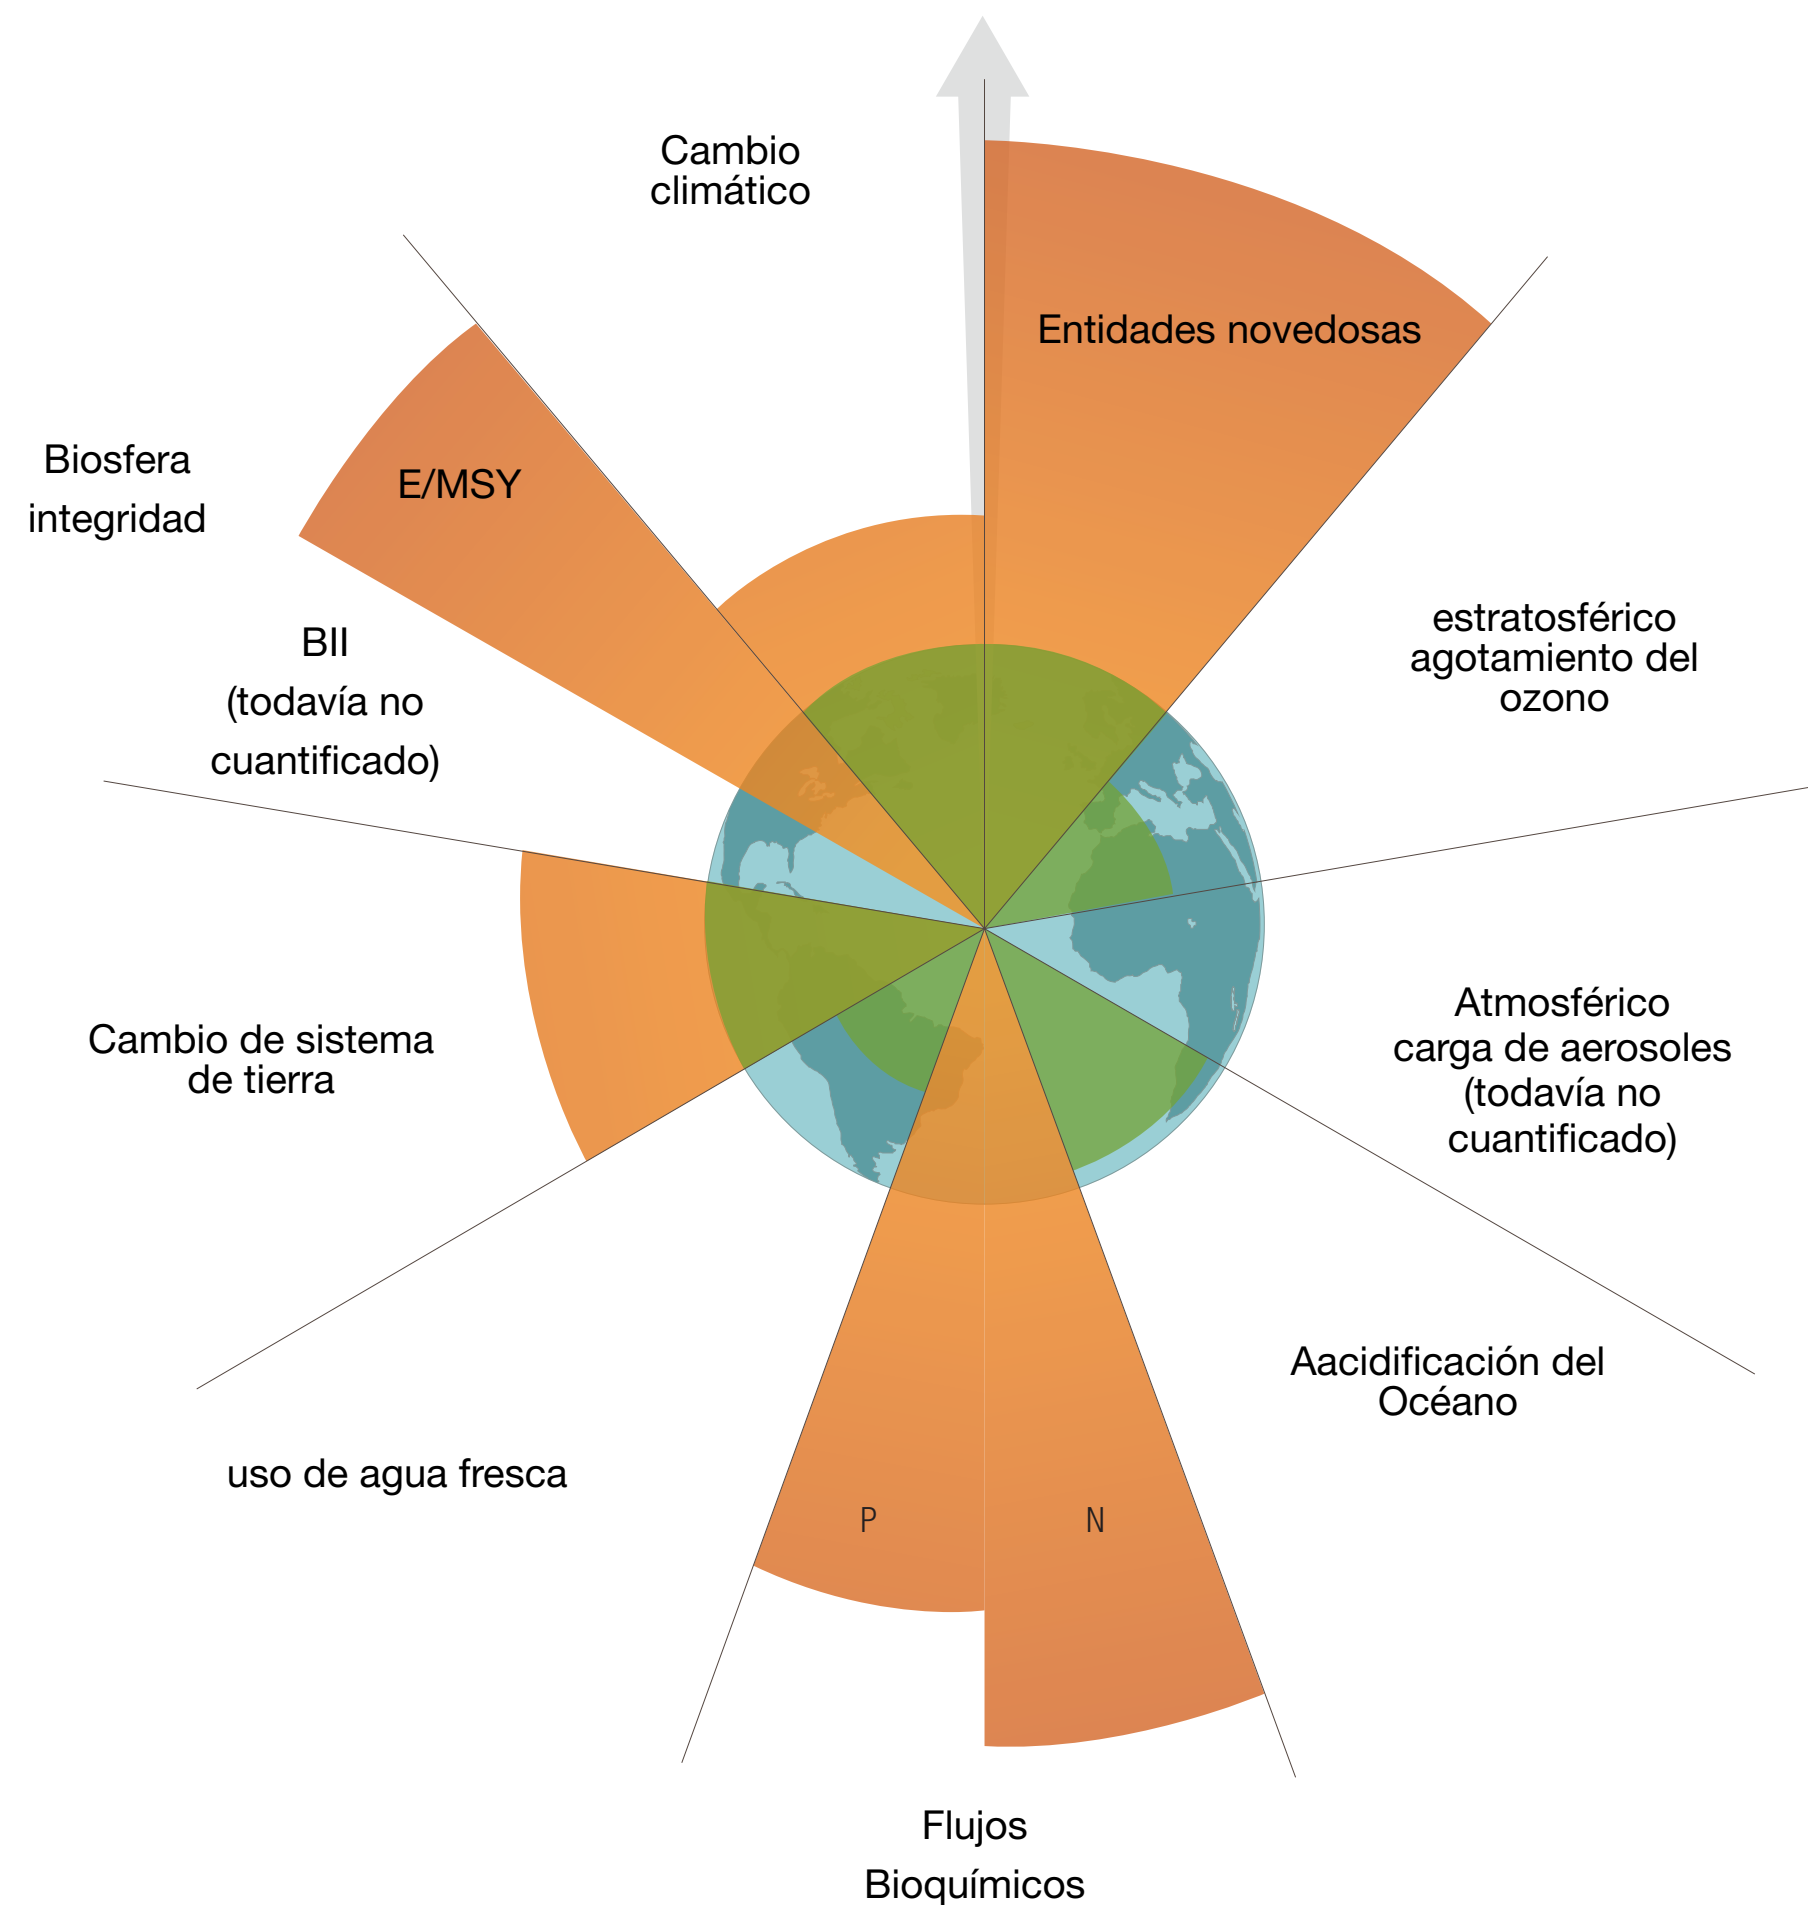 Cambio
climático
Entidades novedosas
Biosfera
integridad
E/MSY
BII
(todavía no
cuantificado)
estratosférico
agotamiento del
ozono
Cambio de sistema
de tierra
Atmosférico
carga de aerosoles
(todavía no
cuantificado)
Aacidificación del
Océano
uso de agua fresca
P
N
Flujos
Bioquímicos